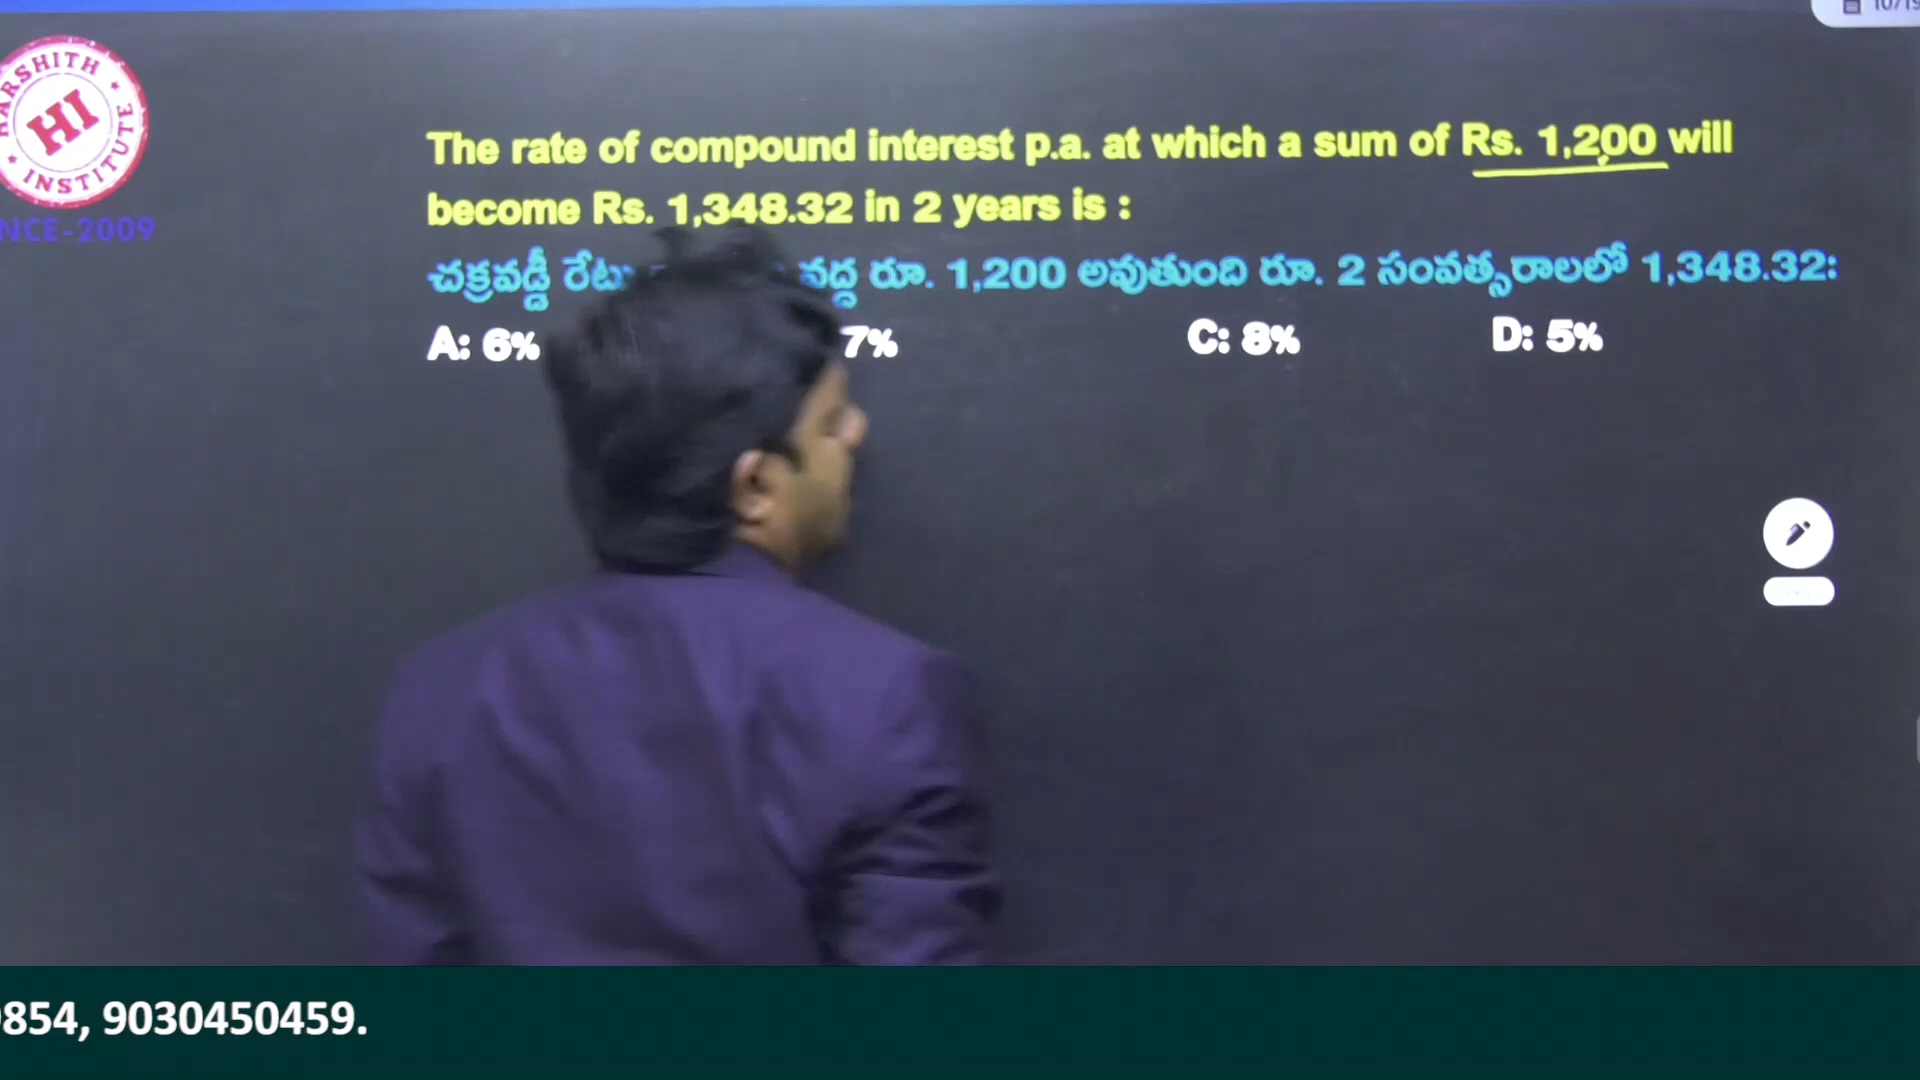 10/19
HARSHITH
HI
INSTITUTE
NCE-2009
The rate of compound interest p.a. at which a sum of Rs. 1,200 will
become Rs. 1,348.32 in 2 years is :
చక్రవడ్డీ రేటు వద్ద రూ. 1,200 అవుతుంది రూ. 2 సంవత్సరాలలో 1,348.32:
A: 6% 7% C: 8% D: 5%
854, 9030450459.